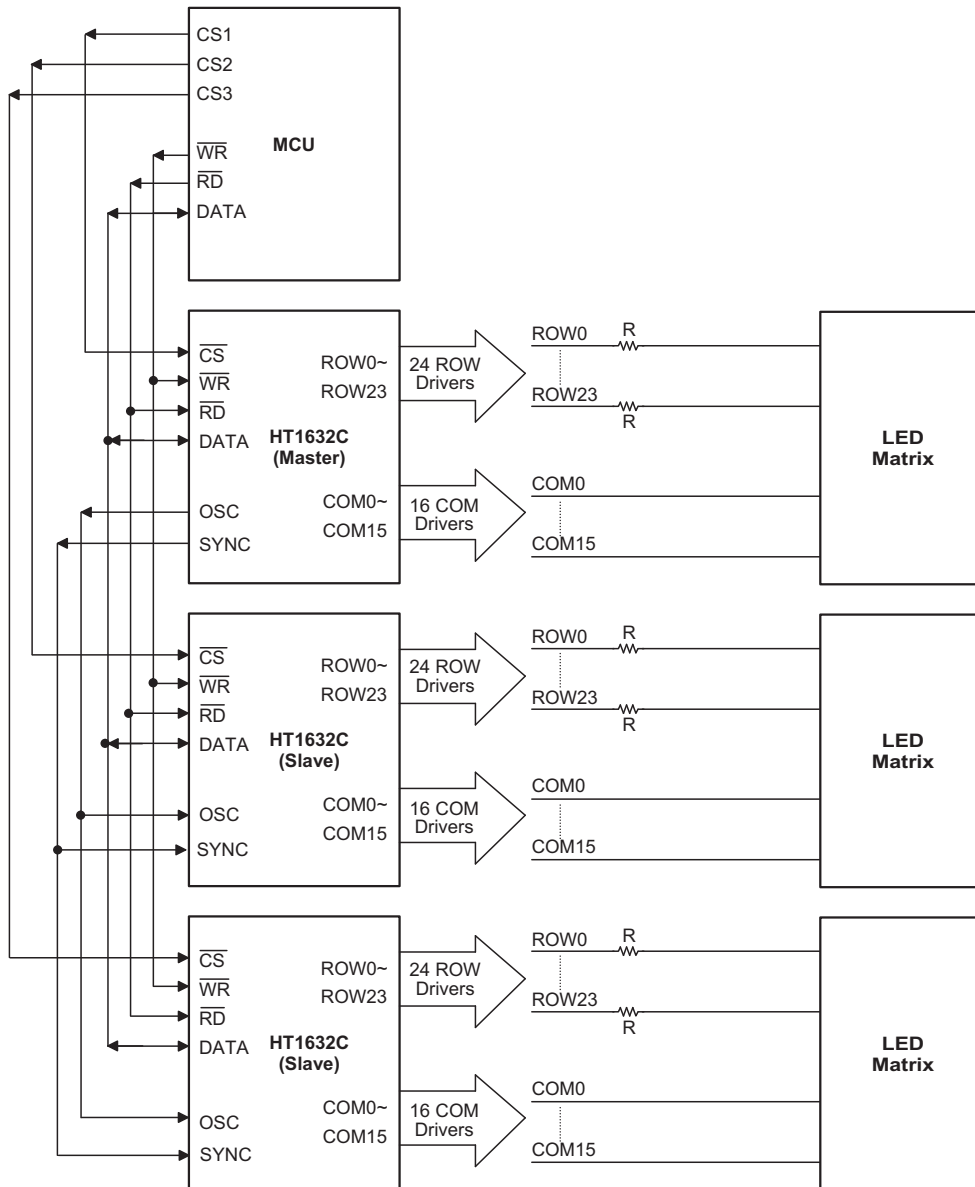 CS1
CS2
CS3
MCU
WR
RD
DATA
CS
WR
RD
DATA
OSC
SYNC
HT1632C
(Master)
ROW0~
ROW23
COM0~
COM15
24 ROW
Drivers
16 COM
Drivers
ROW0
R
ROW23
R
COM0
COM15
LED
Matrix
CS
WR
RD
DATA
OSC
SYNC
HT1632C
(Slave)
ROW0~
ROW23
COM0~
COM15
24 ROW
Drivers
16 COM
Drivers
ROW0
R
ROW23
R
COM0
COM15
LED
Matrix
CS
WR
RD
DATA
OSC
SYNC
HT1632C
(Slave)
ROW0~
ROW23
COM0~
COM15
24 ROW
Drivers
16 COM
Drivers
ROW0
R
ROW23
R
COM0
COM15
LED
Matrix